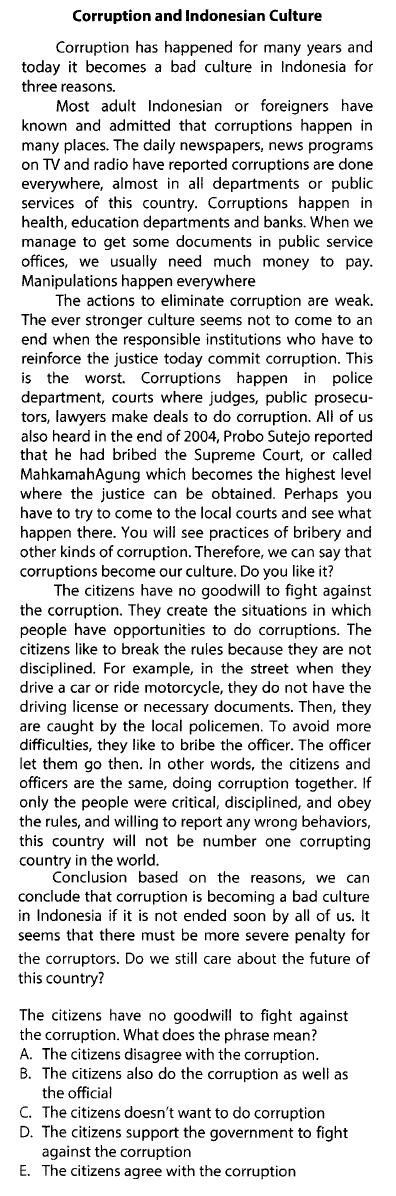 Corruption and Indonesian Culture
Corruption has happened for many years and
today it becomes a bad culture in Indonesia for
three reasons.
Most adult Indonesian or foreigners have
known and admitted that corruptions happen in
many places. The daily newspapers, news programs
on TV and radio have reported corruptions are done
everywhere, almost in all departments or public
services of this country. Corruptions happen in
health, education departments and banks. When we
manage to get some documents in public service
offices, we usually need much money to pay.
Manipulations happen everywhere
The actions to eliminate corruption are weak.
The ever stronger culture seems not to come to an
end when the responsible institutions who have to
reinforce the justice today commit corruption. This
is the worst. Corruptions happen in police
department, courts where judges, public prosecu-
tors, lawyers make deals to do corruption. All of us
also heard in the end of 2004, Probo Sutejo reported
that he had bribed the Supreme Court, or called
MahkamahAgung which becomes the highest level
where the justice can be obtained. Perhaps you
have to try to come to the local courts and see what
happen there. You will see practices of bribery and
other kinds of corruption. Therefore, we can say that
corruptions become our culture. Do you like it?
The citizens have no goodwill to fight against
the corruption. They create the situations in which
people have opportunities to do corruptions. The
citizens like to break the rules because they are not
disciplined. For example, in the street when they
drive a car or ride motorcycle, they do not have the
driving license or necessary documents. Then, they
are caught by the local policemen. To avoid more
difficulties, they like to bribe the officer. The officer
let them go then. In other words, the citizens and
officers are the same, doing corruption together. If
only the people were critical, disciplined, and obey
the rules, and willing to report any wrong behaviors,
this country will not be number one corrupting
country in the world.
Conclusion based on the reasons, we can
conclude that corruption is becoming a bad culture
in Indonesia if it is not ended soon by all of us. It
seems that there must be more severe penalty for
the corruptors. Do we still care about the future of
this country?
The citizens have no goodwill to fight against
the corruption. What does the phrase mean?
A. The citizens disagree with the corruption.
B. The citizens also do the corruption as well as
the official
C. The citizens doesn't want to do corruption
D. The citizens support the government to fight
against the corruption
E. The citizens agree with the corruption